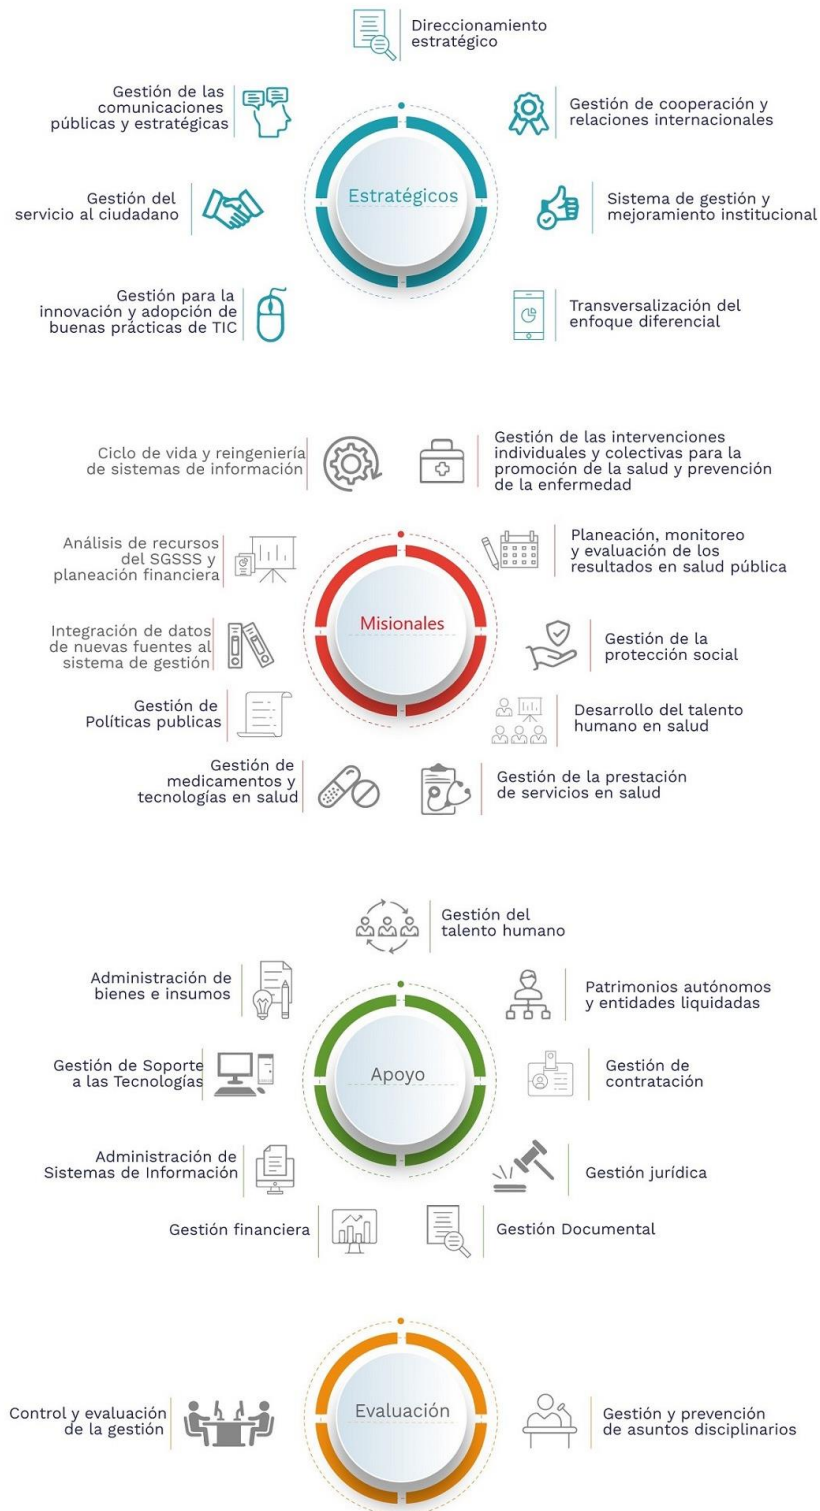 Direccionamiento
estratégico
Gestión de las
comunicaciones
públicas y estratégicas
Gestión de cooperación y
relaciones internacionales
Estratégicos
Gestión del
servicio al ciudadano
Sistema de gestión y
mejoramiento institucional
Gestión para la
innovación y adopción de
buenas prácticas de TIC
Transversalización del
enfoque diferencial
Ciclo de vida y reingeniería
de sistemas de información
Gestión de las intervenciones
individuales y colectivas para la
promoción de la salud y prevención
de la enfermedad
Análisis de recursos
del SGSSS y
planeación financiera
Planeación, monitoreo
y evaluación de los
resultados en salud pública
Misionales
Integración de datos
de nuevas fuentes al
sistema de gestión
Gestión de la
protección social
Gestión de
Políticas publicas
Desarrollo del talento
humano en salud
Gestión de
medicamentos y
tecnologías en salud
Gestión de la prestación
de servicios en salud
Gestión del
talento humano
Administración de
bienes e insumos
Patrimonios autónomos
y entidades liquidadas
Gestión de Soporte
a las Tecnologías
Apoyo
Gestión de
contratación
Administración de
Sistemas de Información
Gestión jurídica
Gestión financiera
Gestión Documental
Control y evaluación
de la gestión
Evaluación
Gestión y prevención
de asuntos disciplinarios